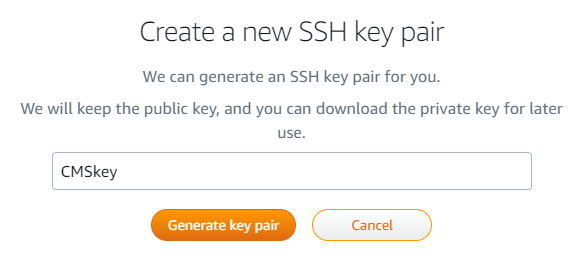 Create a new SSH key pair
We can generate an SSH key pair for you.
We will keep the public key, and you can download the private key for later
use.
CMSkey
Generate key pair
Cancel